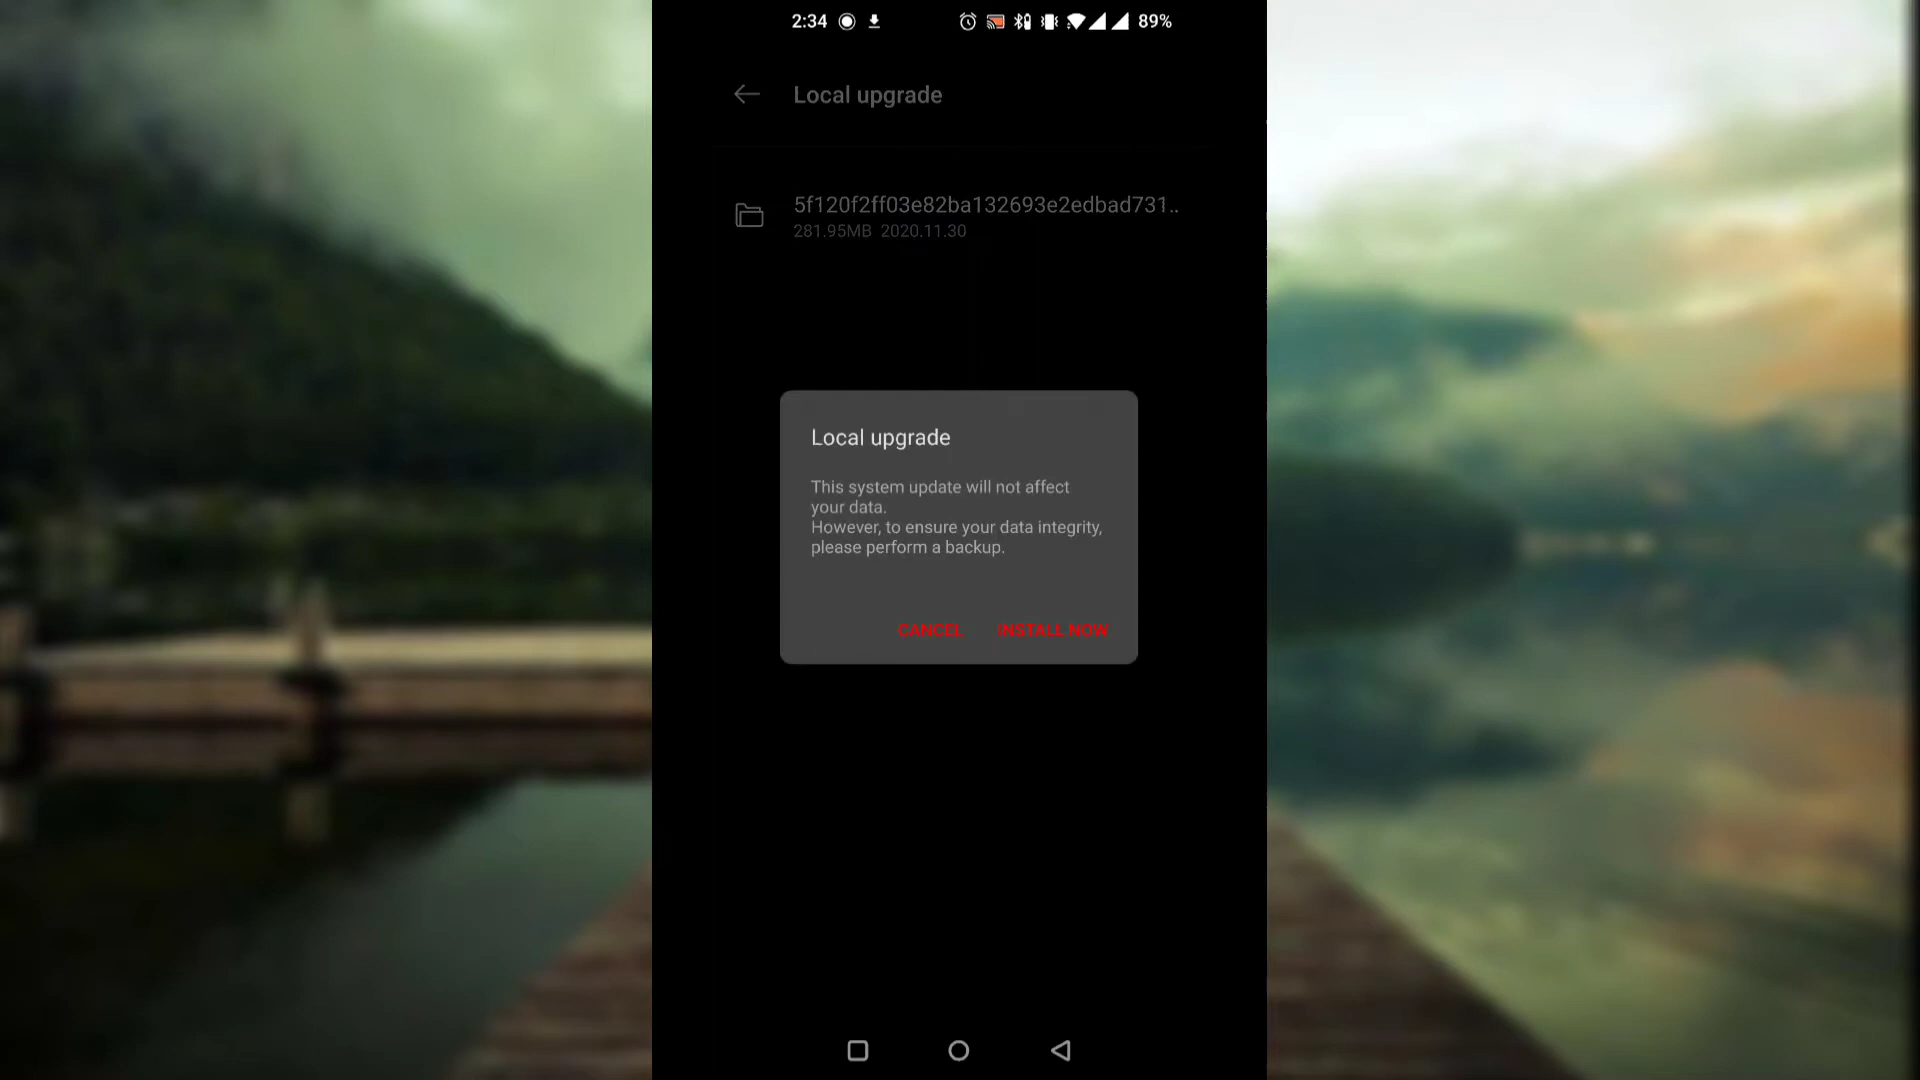 2:34 89%
Local upgrade
5f120f2ff03e82ba132693e2edbad731..
281.95MB 2020.11.30
Local upgrade
This system update will not affect
your data.
However, to ensure your data integrity,
please perform a backup.
CANCEL INSTALL NOW